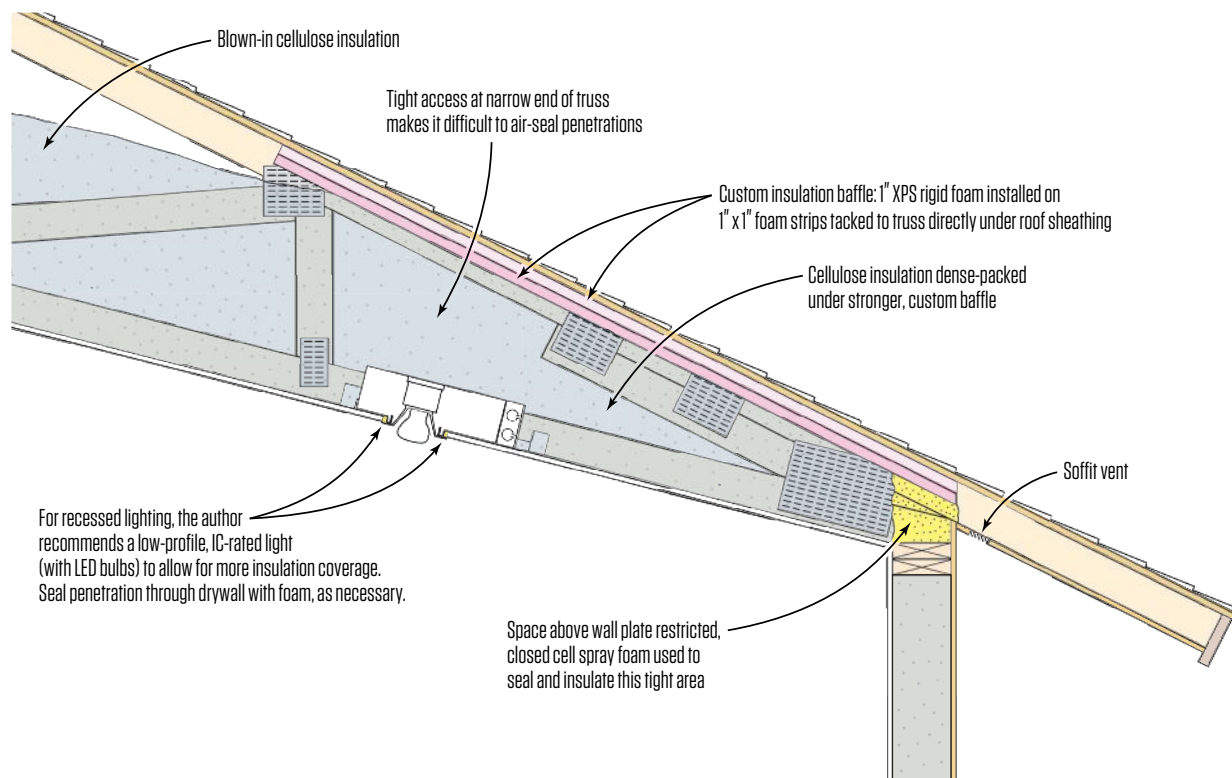 Blown-in cellulose insulation
Tight access at narrow end of truss
makes it difficult to air-seal penetrations
Custom insulation baffle: 1" XPS rigid foam installed on
1" x 1" foam strips tacked to truss directly under roof sheathing
Cellulose insulation dense-packed
under stronger, custom baffle
Soffit vent
For recessed lighting, the author
recommends a low-profile, IC-rated light
(with LED bulbs) to allow for more insulation coverage.
Seal penetration through drywall with foam, as necessary.
Space above wall plate restricted,
closed cell spray foam used to
seal and insulate this tight area